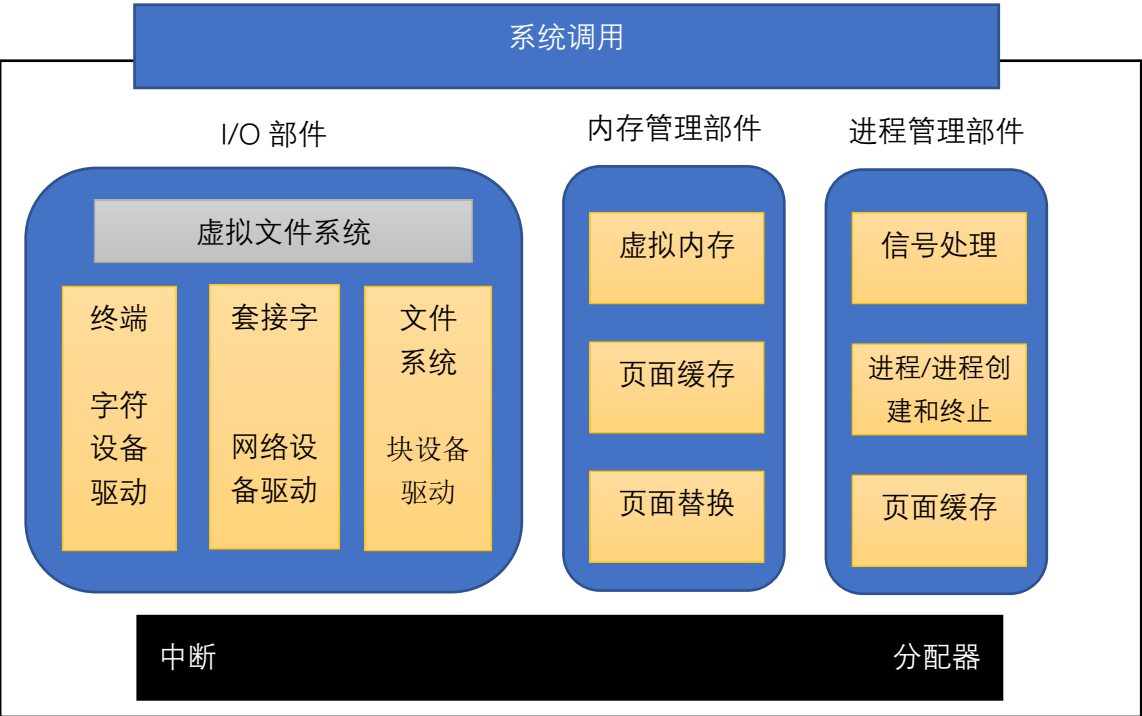 系统调用
I/O 部件
内存管理部件
进程管理部件
虚拟文件系统
终端
字符
设备
驱动
套接字
网络设
备驱动
文件
系统
块设备
驱动
虚拟内存
页面缓存
页面替换
信号处理
进程/进程创
建和终止
页面缓存
中断
分配器